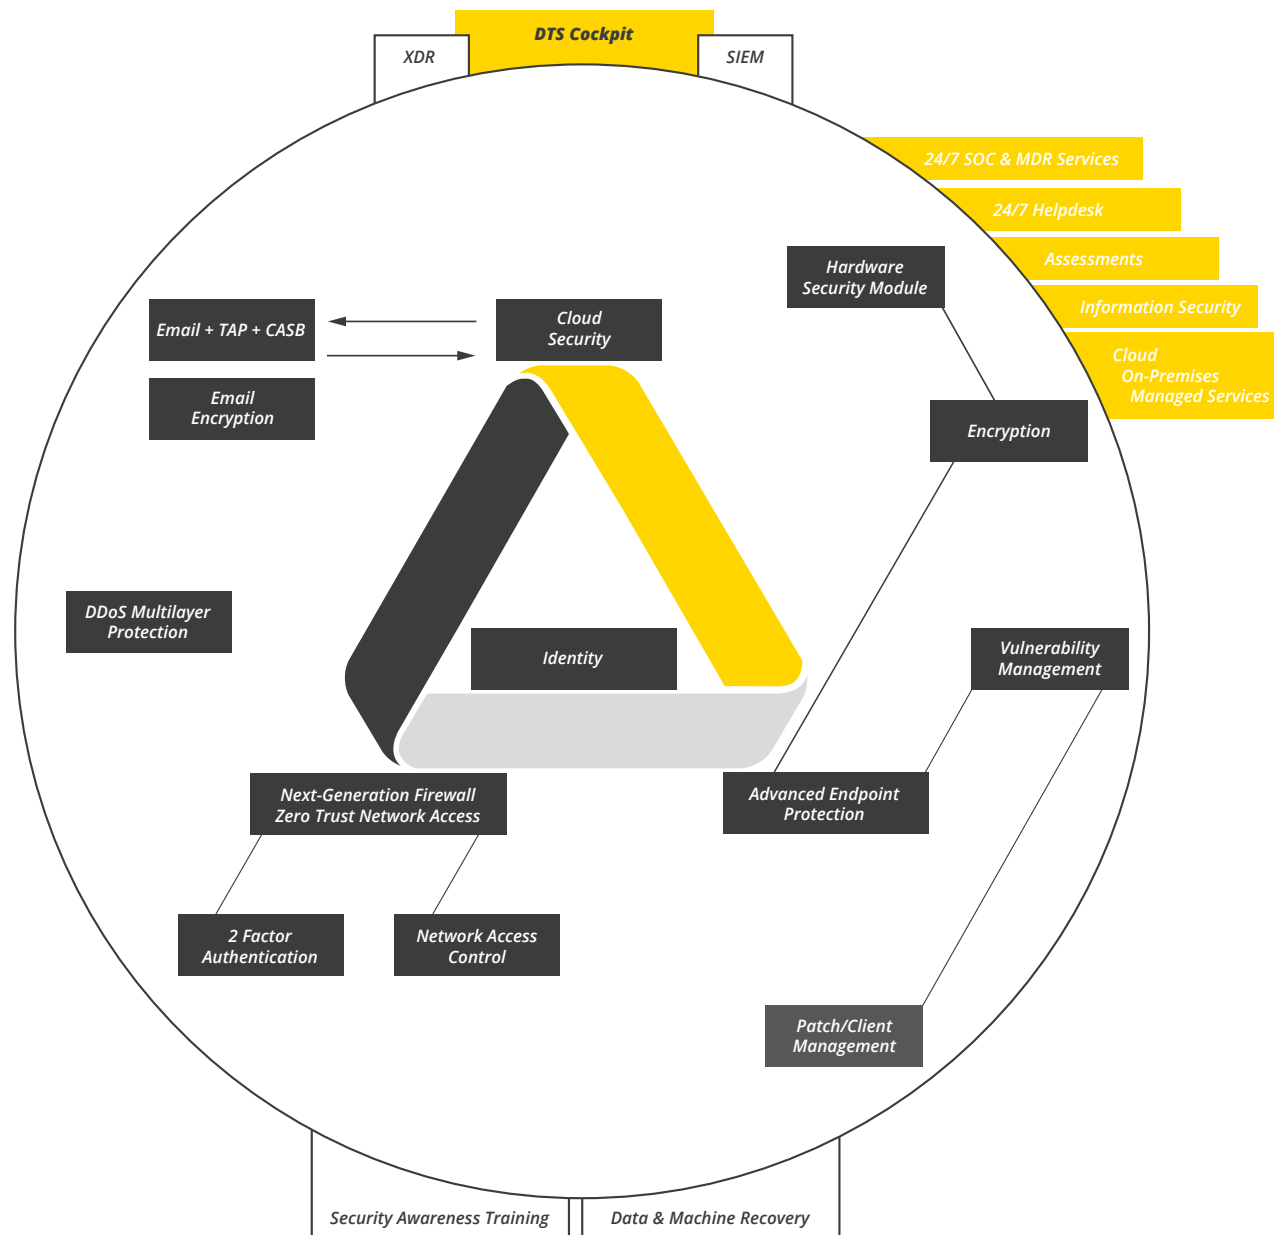 DTS Cockpit
XDR
SIEM
24/7 SOC & MDR Services
24/7 Helpdesk
Assessments
Information Security
Cloud
On-Premises
Managed Services
Hardware
Security Module
Email + TAP + CASB
Cloud
Security
Email
Encryption
Encryption
DDoS Multilayer
Protection
Identity
Vulnerability
Management
Next-Generation Firewall
Zero Trust Network Access
Advanced Endpoint
Protection
2 Factor
Authentication
Network Access
Control
Patch/Client
Management
Security Awareness Training
Data & Machine Recovery